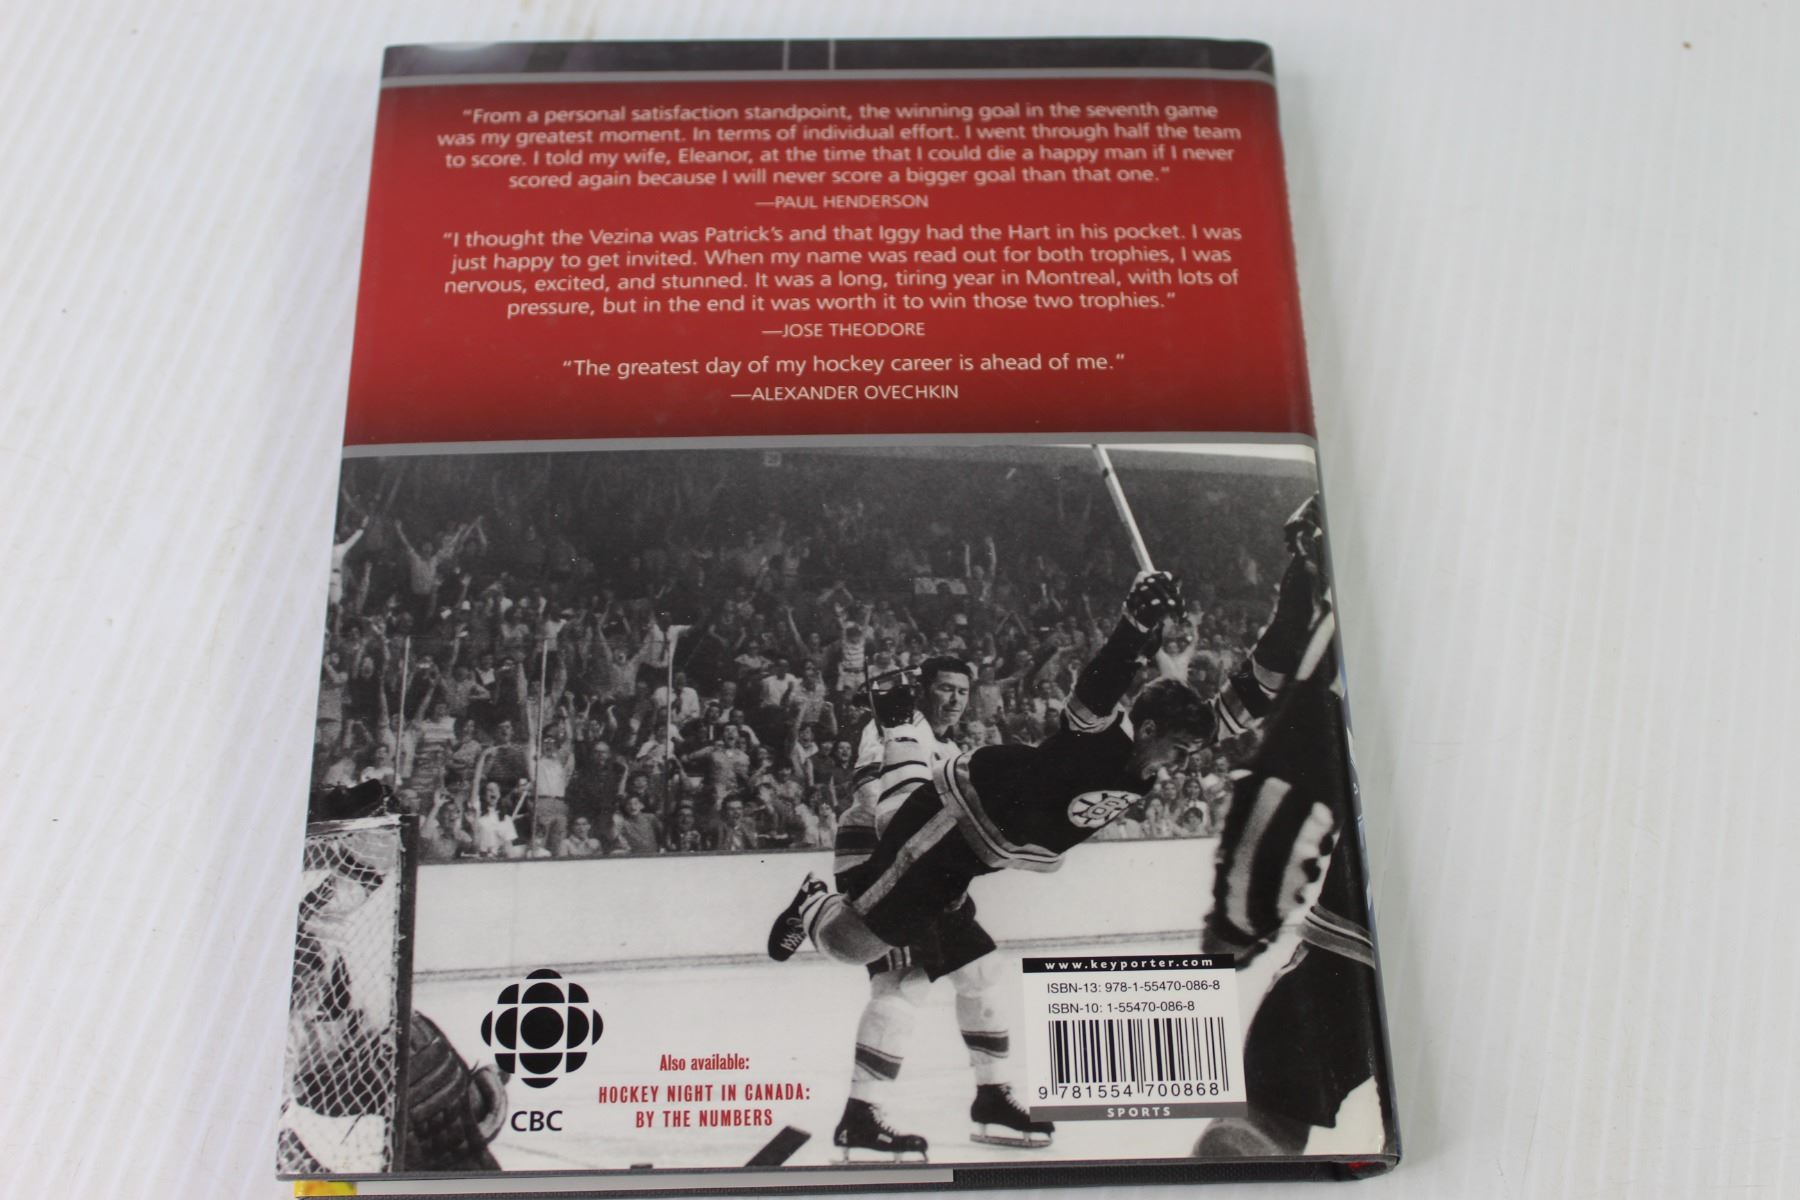 “From a personal satisfaction standpoint, the winning goal in the seventh game
was my greatest moment. In terms of individual effort. I went through half the team
to score. I told my wife, Eleanor, at the time that I could die a happy man if I never
scored again because I will never score a bigger goal than that one.”
—PAUL HENDERSON
“I thought the Vezina was Patrick’s and that Iggy had the Hart in his pocket. I was
just happy to get invited. When my name was read out for both trophies, I was
nervous, excited, and stunned. It was a long, tiring year in Montreal, with lots of
pressure, but in the end it was worth it to win those two trophies.”
—JOSE THEODORE
“The greatest day of my hockey career is ahead of me.”
—ALEXANDER OVECHKIN
CBC
Also available:
HOCKEY NIGHT IN CANADA:
BY THE NUMBERS
www.keyporter.com
ISBN-13: 978-1-55470-086-8
ISBN-10: 1-55470-086-8
9 781554 700868
SPORTS